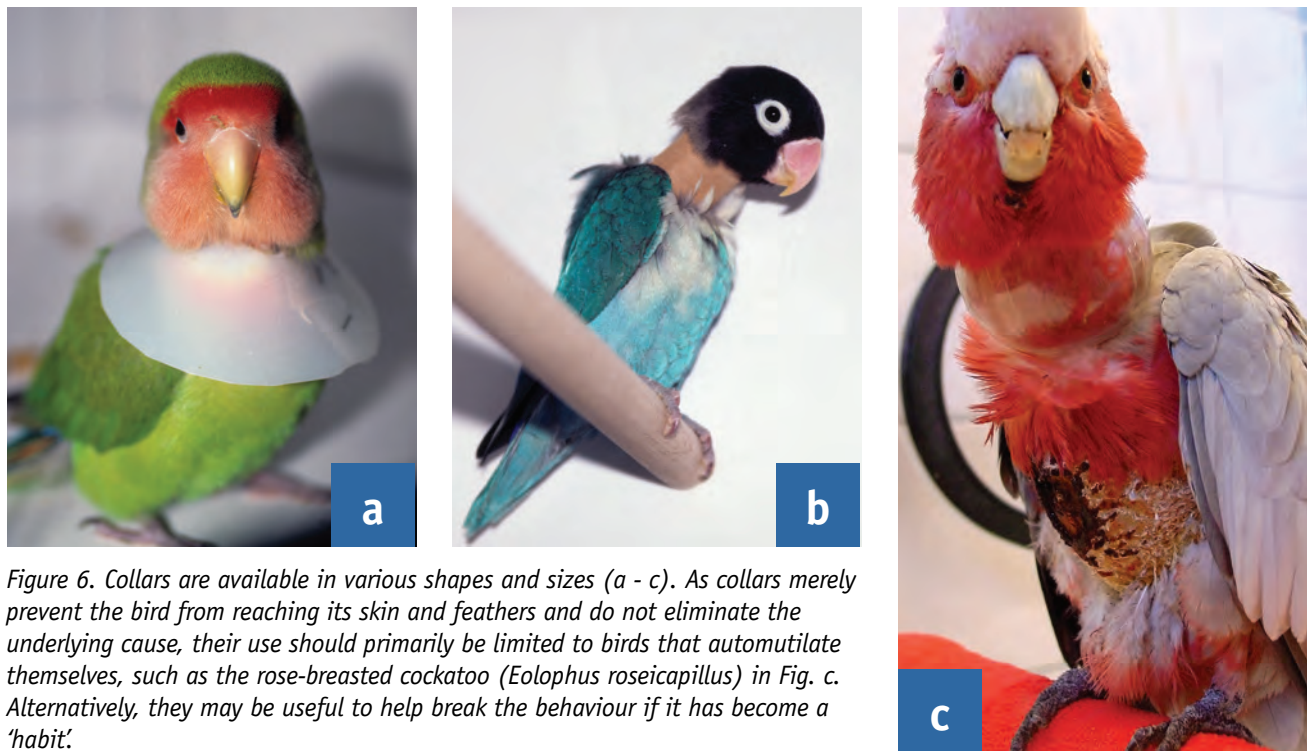 a
b
c
Figure 6. Collars are available in various shapes and sizes (a - c). As collars merely
prevent the bird from reaching its skin and feathers and do not eliminate the
underlying cause, their use should primarily be limited to birds that automutilate
themselves, such as the rose-breasted cockatoo (Eolophus roseicapillus) in Fig. c.
Alternatively, they may be useful to help break the behaviour if it has become a
‘habit’.